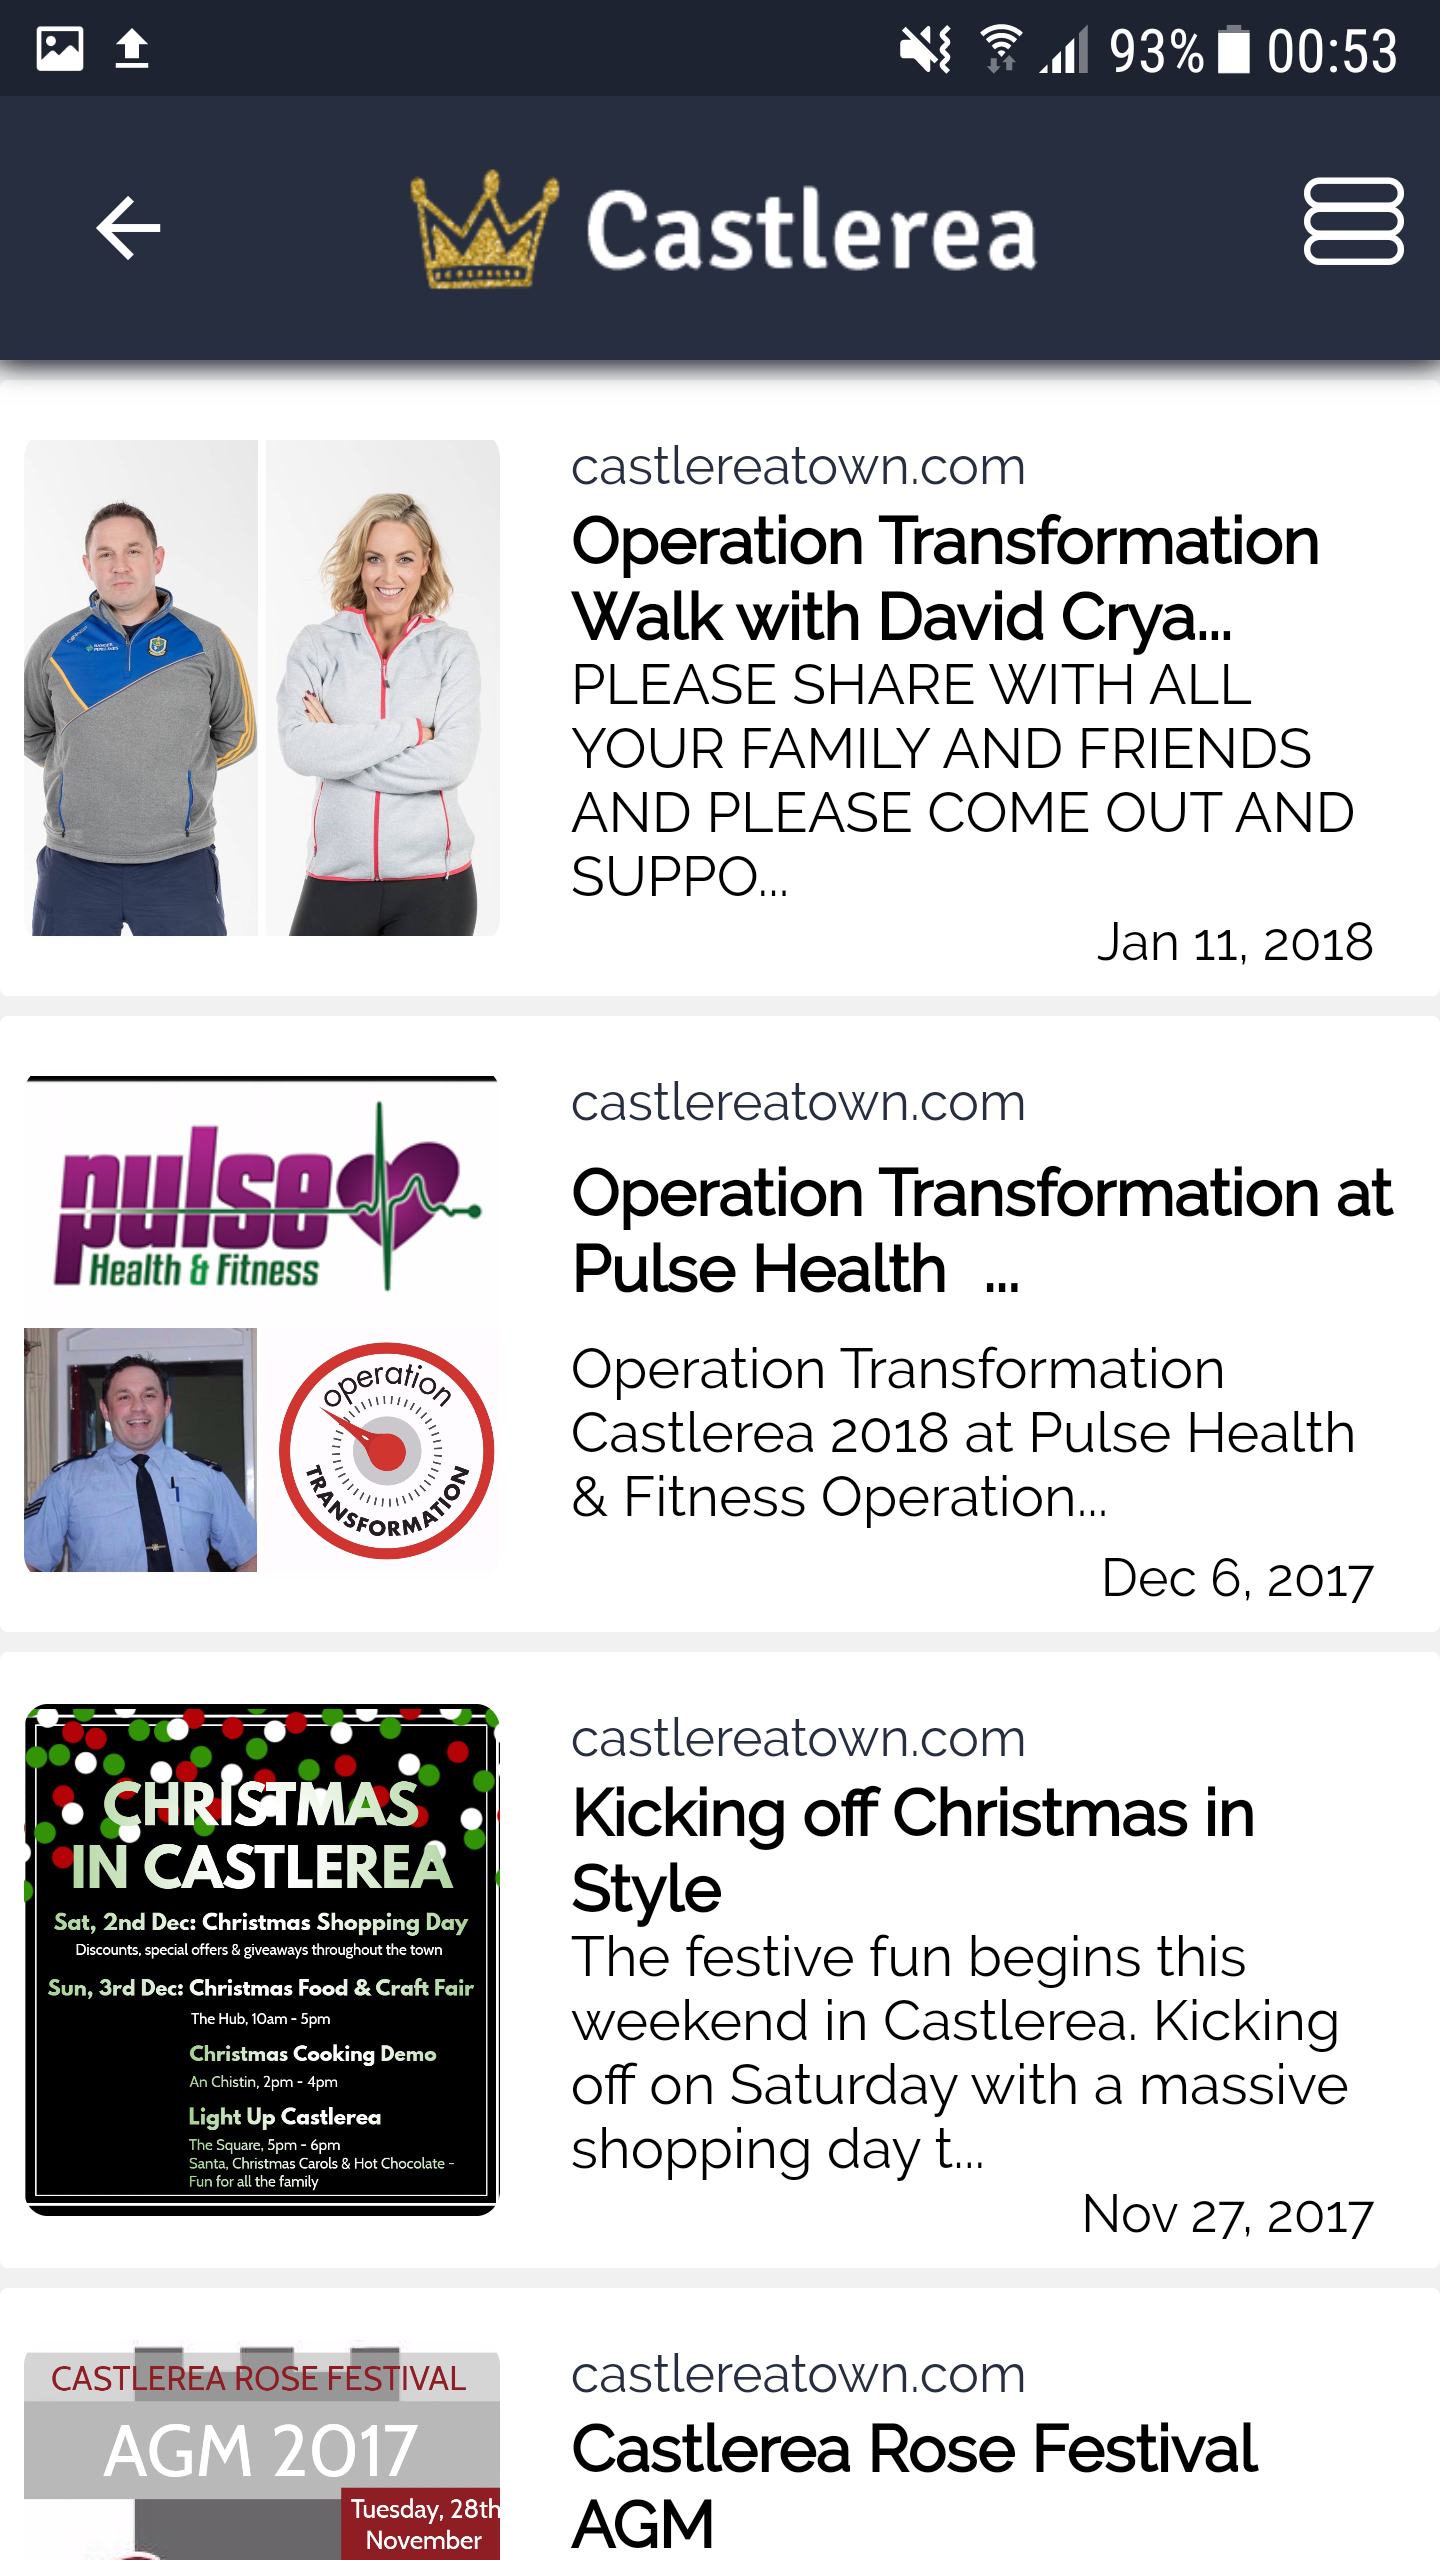 93% 00:53
Castlerea
castlereatown.com
Operation Transformation
Walk with David Crya...
PLEASE SHARE WITH ALL
YOUR FAMILY AND FRIENDS
AND PLEASE COME OUT AND
SUPPO...
Jan 11, 2018
pulse
Health & Fitness
operation
TRANSFORMATION
castlereatown.com
Operation Transformation at
Pulse Health ...
Operation Transformation
Castlerea 2018 at Pulse Health
& Fitness Operation...
Dec 6, 2017
CHRISTMAS
IN CASTLEREA
Sat, 2nd Dec: Christmas Shopping Day
Discounts, special offers & giveaways throughout the town
Sun, 3rd Dec: Christmas Food & Craft Fair
The Hub, 10am - 5pm
Christmas Cooking Demo
An Chistin, 2pm - 4pm
Light Up Castlerea
The Square, 5pm - 6pm
Santa, Christmas Carols & Hot Chocolate -
Fun for all the family
castlereatown.com
Kicking off Christmas in
Style
The festive fun begins this
weekend in Castlerea. Kicking
off on Saturday with a massive
shopping day t...
Nov 27, 2017
CASTLEREA ROSE FESTIVAL
AGM 2017
Tuesday, 28th
November
castlereatown.com
Castlerea Rose Festival
AGM